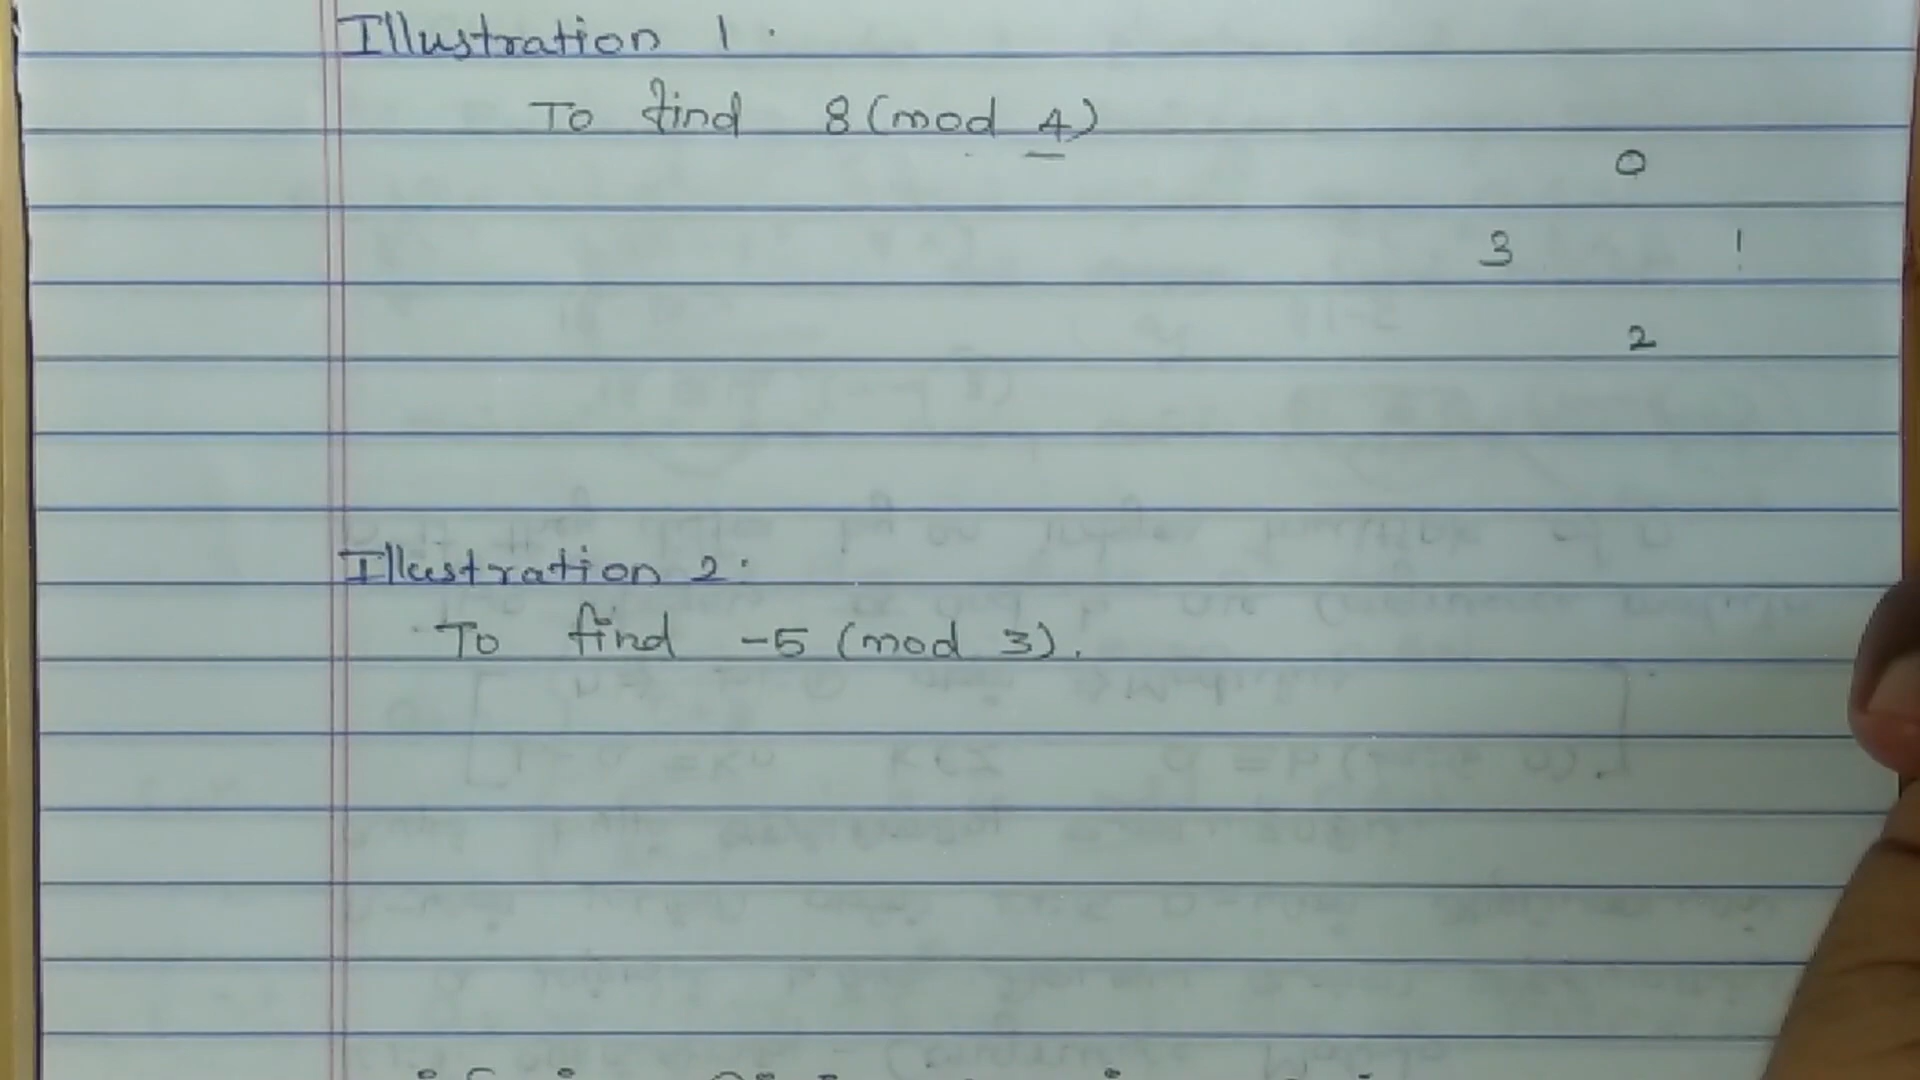 Illustration 1.
To find 8 (mod 4)
0
3 1
2
Illustration 2.
To find -5 (mod 3).